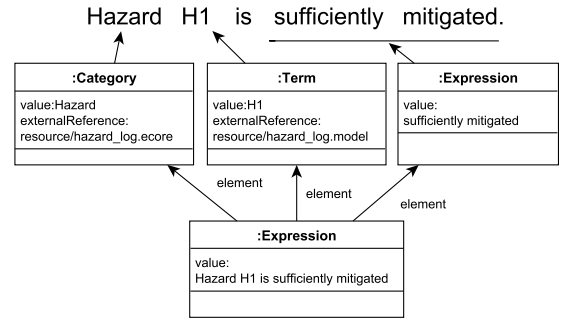 Hazard H1 is sufficiently mitigated.
:Category
value:Hazard
externalReference:
resource/hazard_log.ecore
:Term
value:H1
externalReference:
resource/hazard_log.model
:Expression
value:
sufficiently mitigated
element
element
element
:Expression
value:
Hazard H1 is sufficiently mitigated